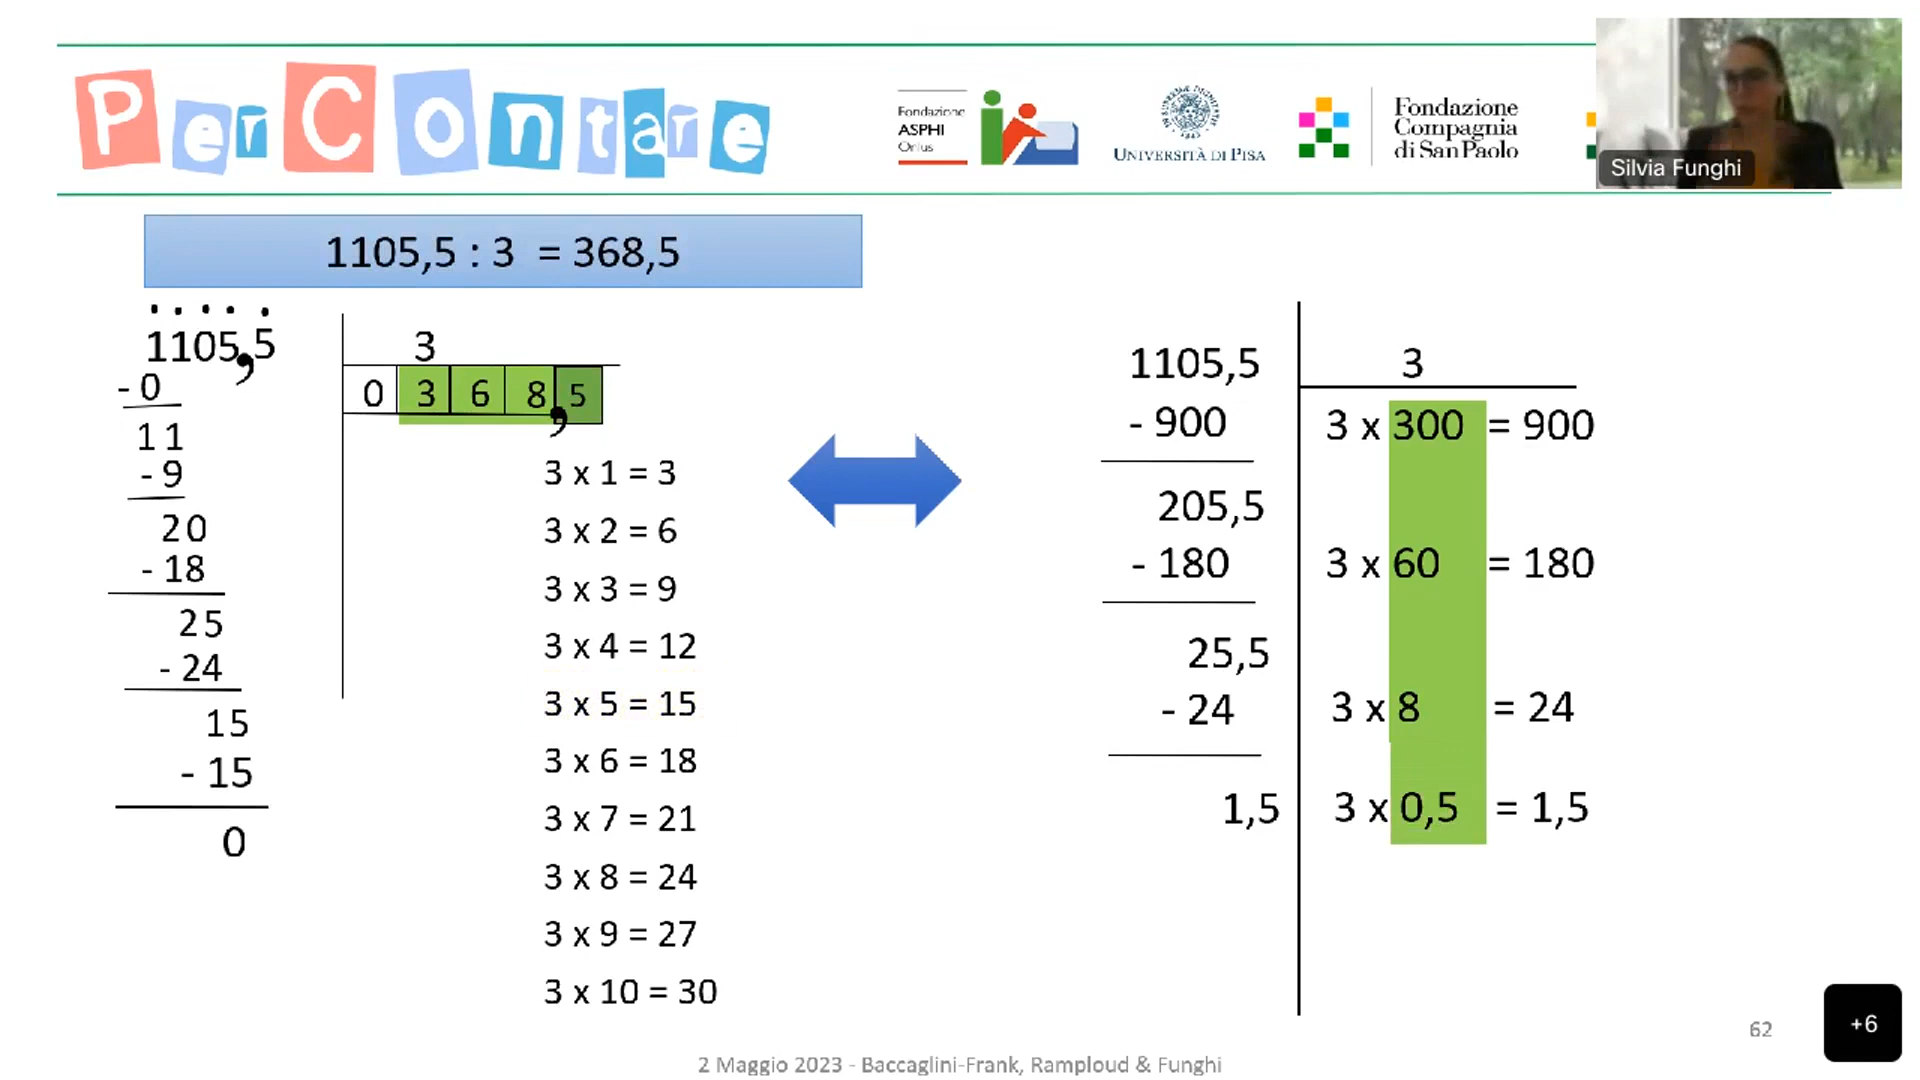 PerContare
Fondazione
ASPHI
Onlus
UNIVERSITÀ DI PISA
Fondazione
Compagnia
di San Paolo
Silvia Funghi
1105,5 : 3 = 368,5
1105,5
3
- 0
0 3 6 8, 5
11
- 9
20
- 18
25
- 24
15
- 15
0
3 x 1 = 3
3 x 2 = 6
3 x 3 = 9
3 x 4 = 12
3 x 5 = 15
3 x 6 = 18
3 x 7 = 21
3 x 8 = 24
3 x 9 = 27
3 x 10 = 30
1105,5
3
- 900
3 x 300 = 900
205,5
- 180
3 x 60 = 180
25,5
- 24
3 x 8 = 24
1,5
3 x 0,5 = 1,5
62
+6
2 Maggio 2023 - Baccaglini-Frank, Ramploud & Funghi